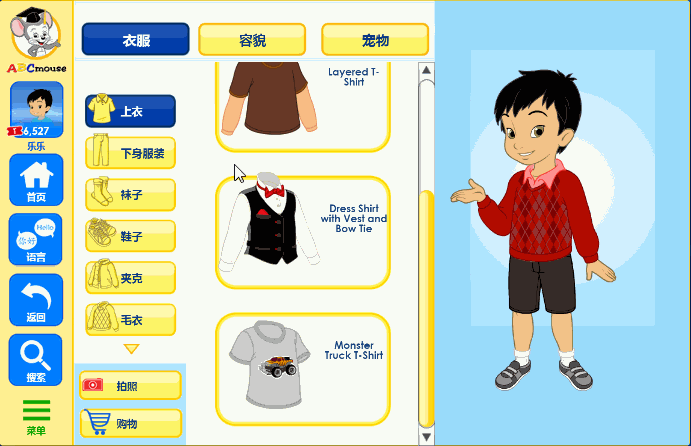 ABCmouse
6,527
乐乐
首页
你好
Hello
语言
返回
搜索
菜单
衣服
容貌
宠物
上衣
下身服装
袜子
鞋子
夹克
毛衣
拍照
购物
Layered T-
Shirt
Dress Shirt
with Vest and
Bow Tie
Monster
Truck T-Shirt